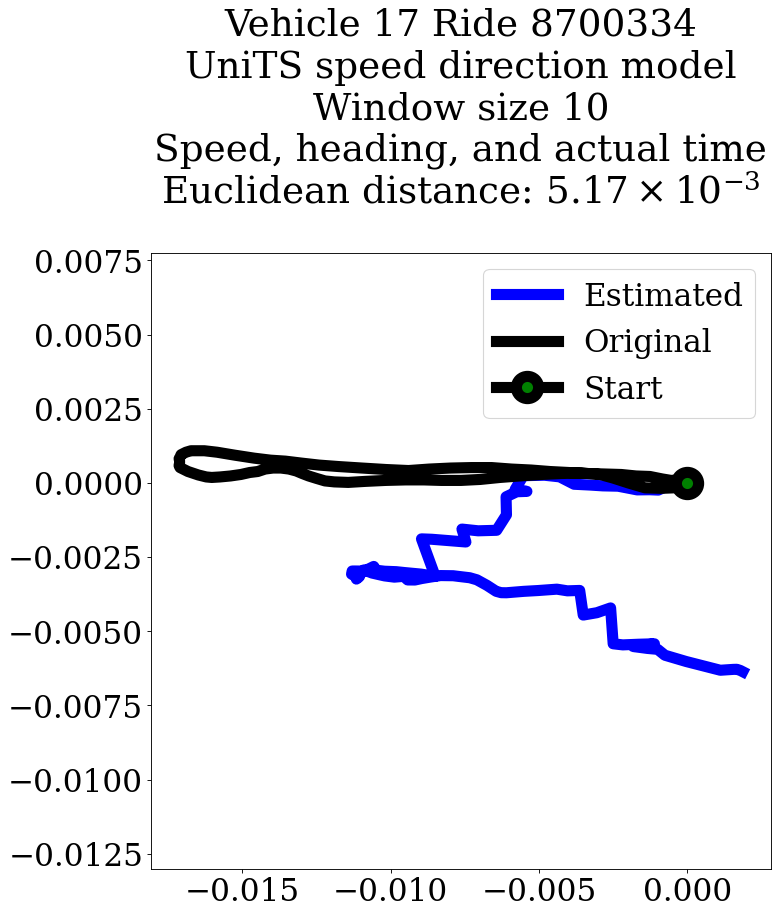 Vehicle 17 Ride 8700334
UniTS speed direction model
Window size 10
Speed, heading, and actual time
Euclidean distance: 5.17 × 10⁻³
0.0075
0.0050
0.0025
0.0000
−0.0025
−0.0050
−0.0075
−0.0100
−0.0125
Estimated
Original
Start
−0.015 −0.010 −0.005 0.000